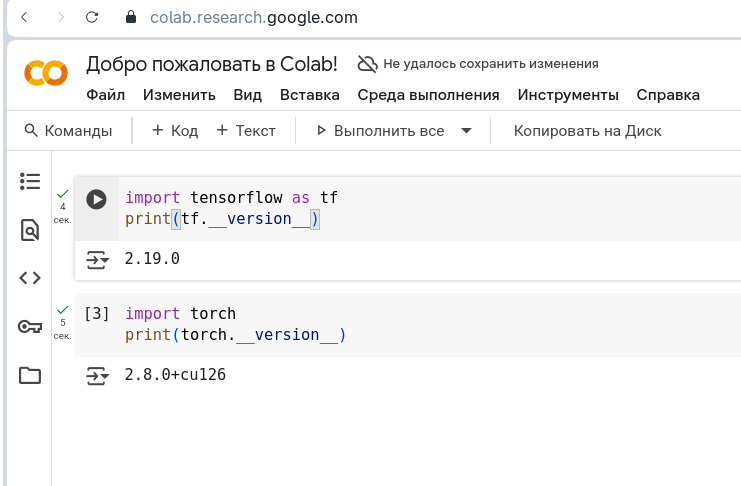 colab.research.google.com
Добро пожаловать в Colab! Не удалось сохранить изменения
Файл Изменить Вид Вставка Среда выполнения Инструменты Справка
Команды + Код + Текст Выполнить все Копировать на Диск
4 сек.
import tensorflow as tf
print(tf.__version__)
2.19.0
5 сек.
[3] import torch
print(torch.__version__)
2.8.0+cu126